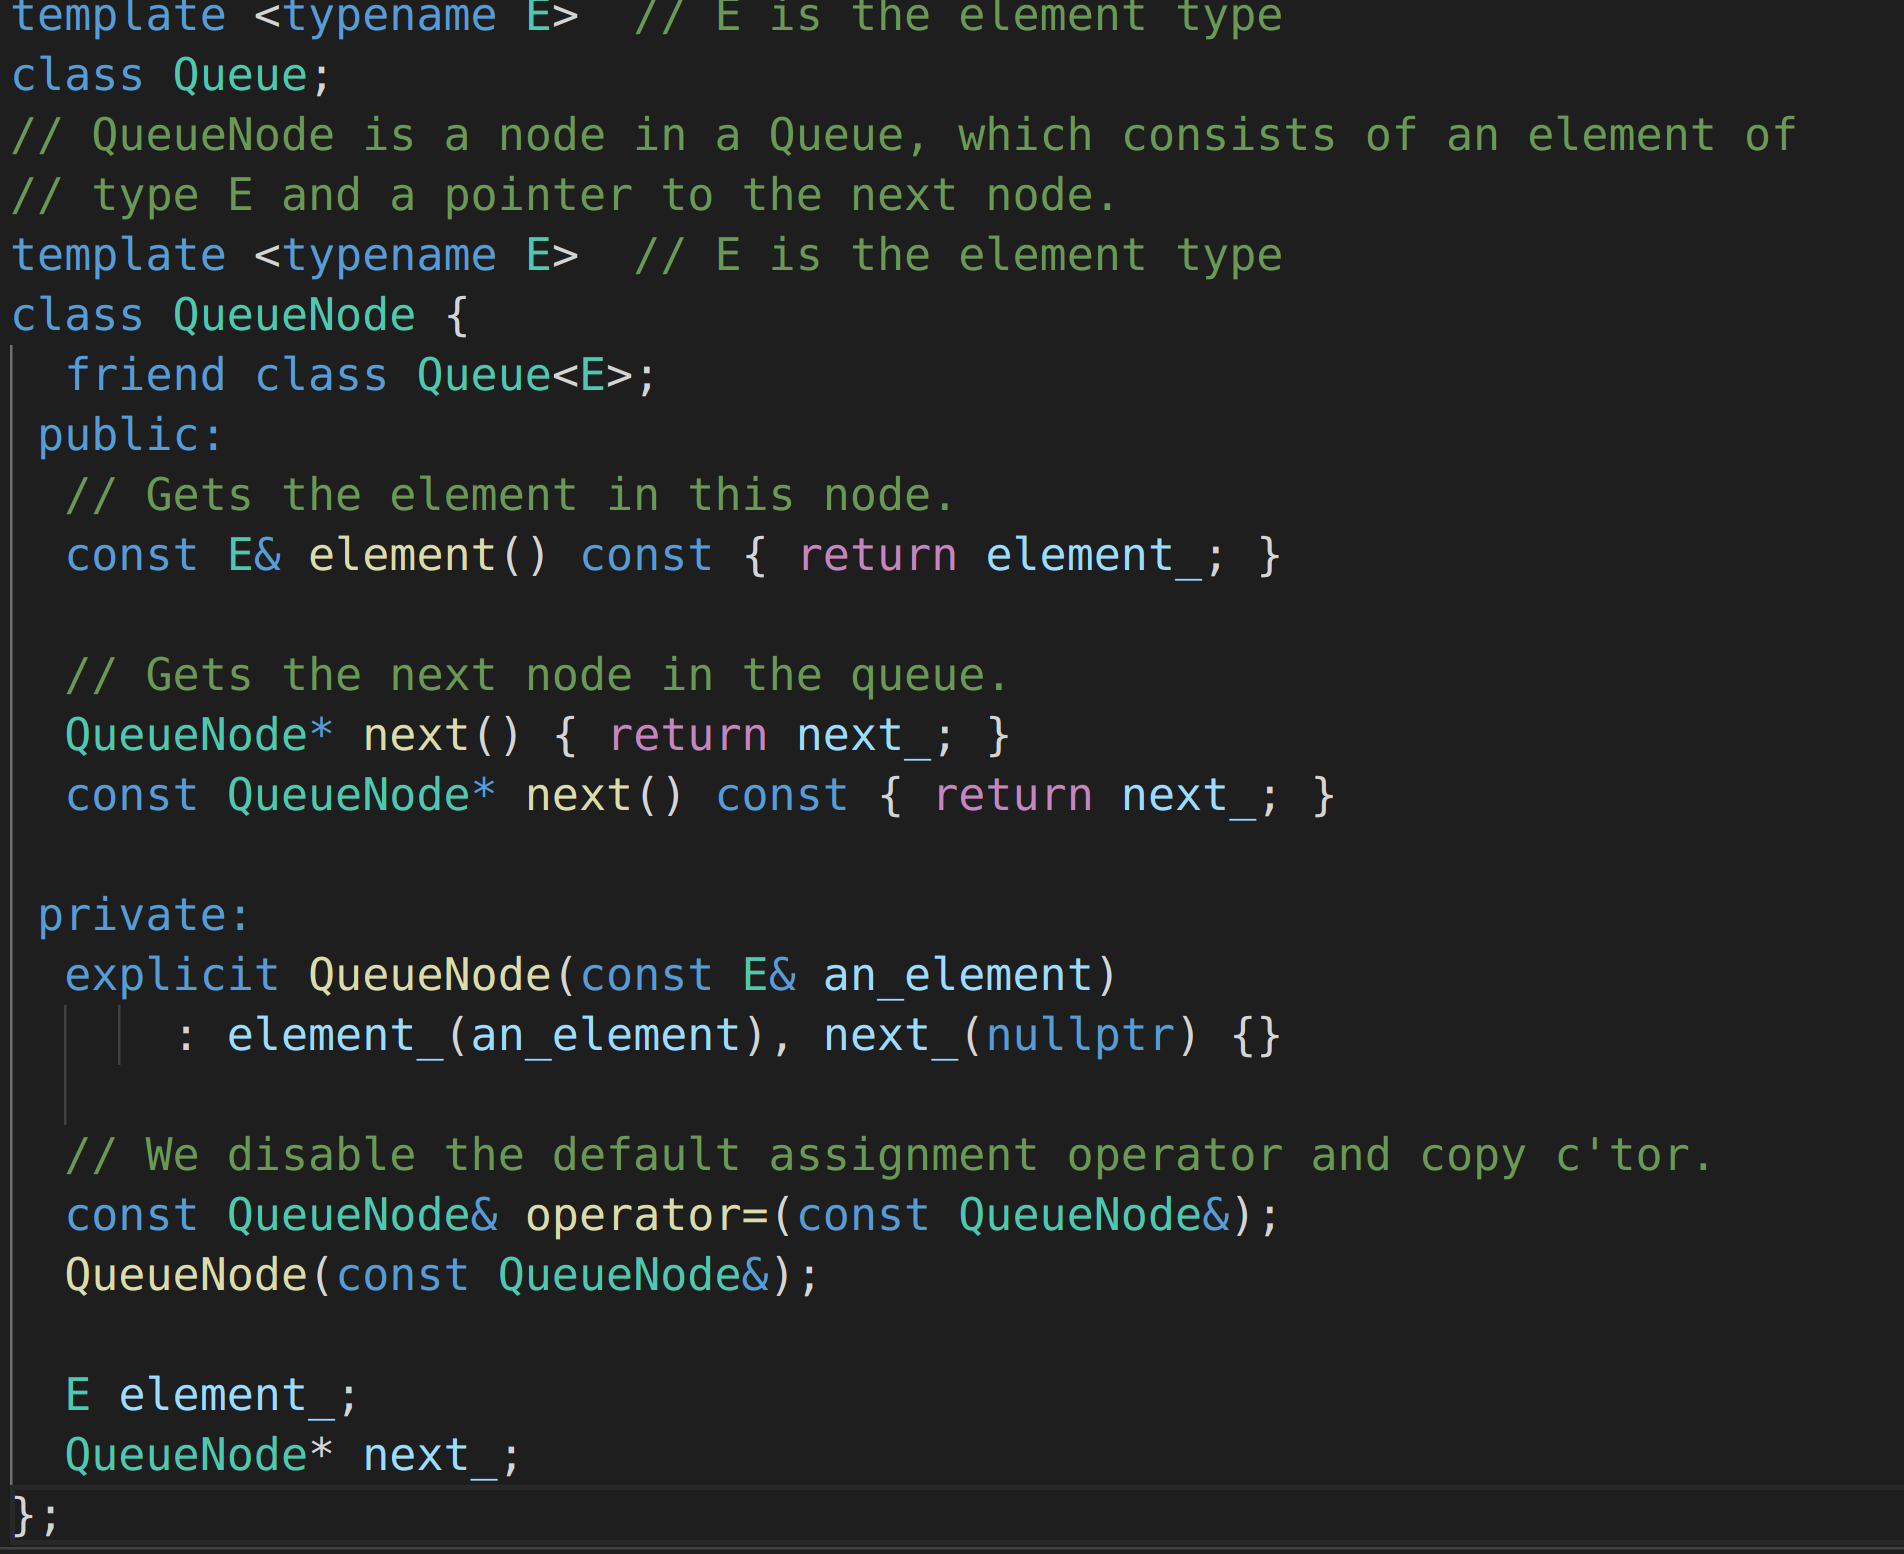 template <typename E>  // E is the element type
class Queue;
// QueueNode is a node in a Queue, which consists of an element of
// type E and a pointer to the next node.
template <typename E>  // E is the element type
class QueueNode {
  friend class Queue<E>;
 public:
  // Gets the element in this node.
  const E& element() const { return element_; }

  // Gets the next node in the queue.
  QueueNode* next() { return next_; }
  const QueueNode* next() const { return next_; }

 private:
  explicit QueueNode(const E& an_element)
      : element_(an_element), next_(nullptr) {}

  // We disable the default assignment operator and copy c'tor.
  const QueueNode& operator=(const QueueNode&);
  QueueNode(const QueueNode&);

  E element_;
  QueueNode* next_;
};